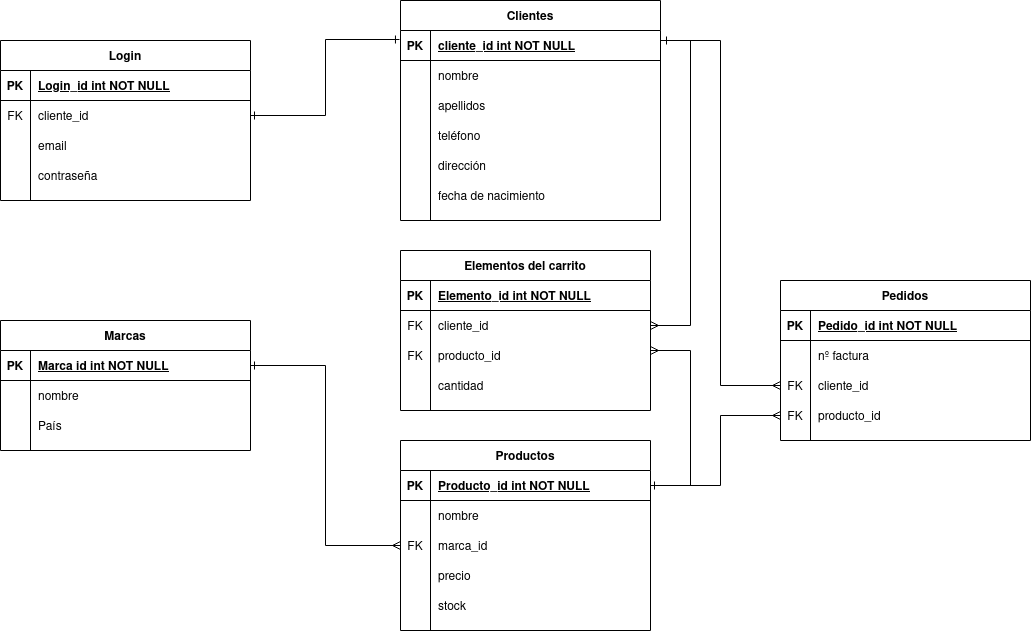 Clientes
PK cliente_id int NOT NULL
nombre
apellidos
teléfono
dirección
fecha de nacimiento
Login
PK Login_id int NOT NULL
FK cliente_id
email
contraseña
Elementos del carrito
PK Elemento_id int NOT NULL
FK cliente_id
FK producto_id
cantidad
Pedidos
PK Pedido_id int NOT NULL
nº factura
FK cliente_id
FK producto_id
Marcas
PK Marca id int NOT NULL
nombre
País
Productos
PK Producto_id int NOT NULL
nombre
FK marca_id
precio
stock